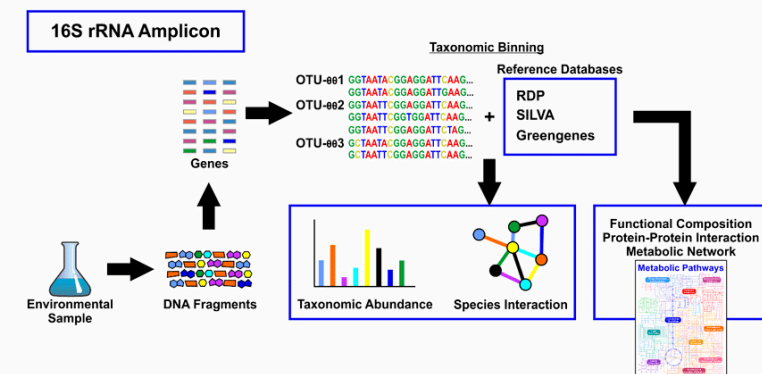 16S rRNA Amplicon
Taxonomic Binning
Reference Databases
OTU-001 GGTAATACGGAGGATTCAAG...
GGTAATACGGAGGATTGAAG...
OTU-002 GGTAATTCGGAGGATTCAAG...
GGTAATTCGGTGGATTCAAG...
GGTAATTCGGAGGATTCTAG...
OTU-003 GCTAATACGGAGGATTCAAG...
GCTAATTCGGAGGATTCAAG...
+
RDP
SILVA
Greengenes
Genes
Environmental
Sample
DNA Fragments
Taxonomic Abundance
Species Interaction
Functional Composition
Protein-Protein Interaction
Metabolic Network
Metabolic Pathways